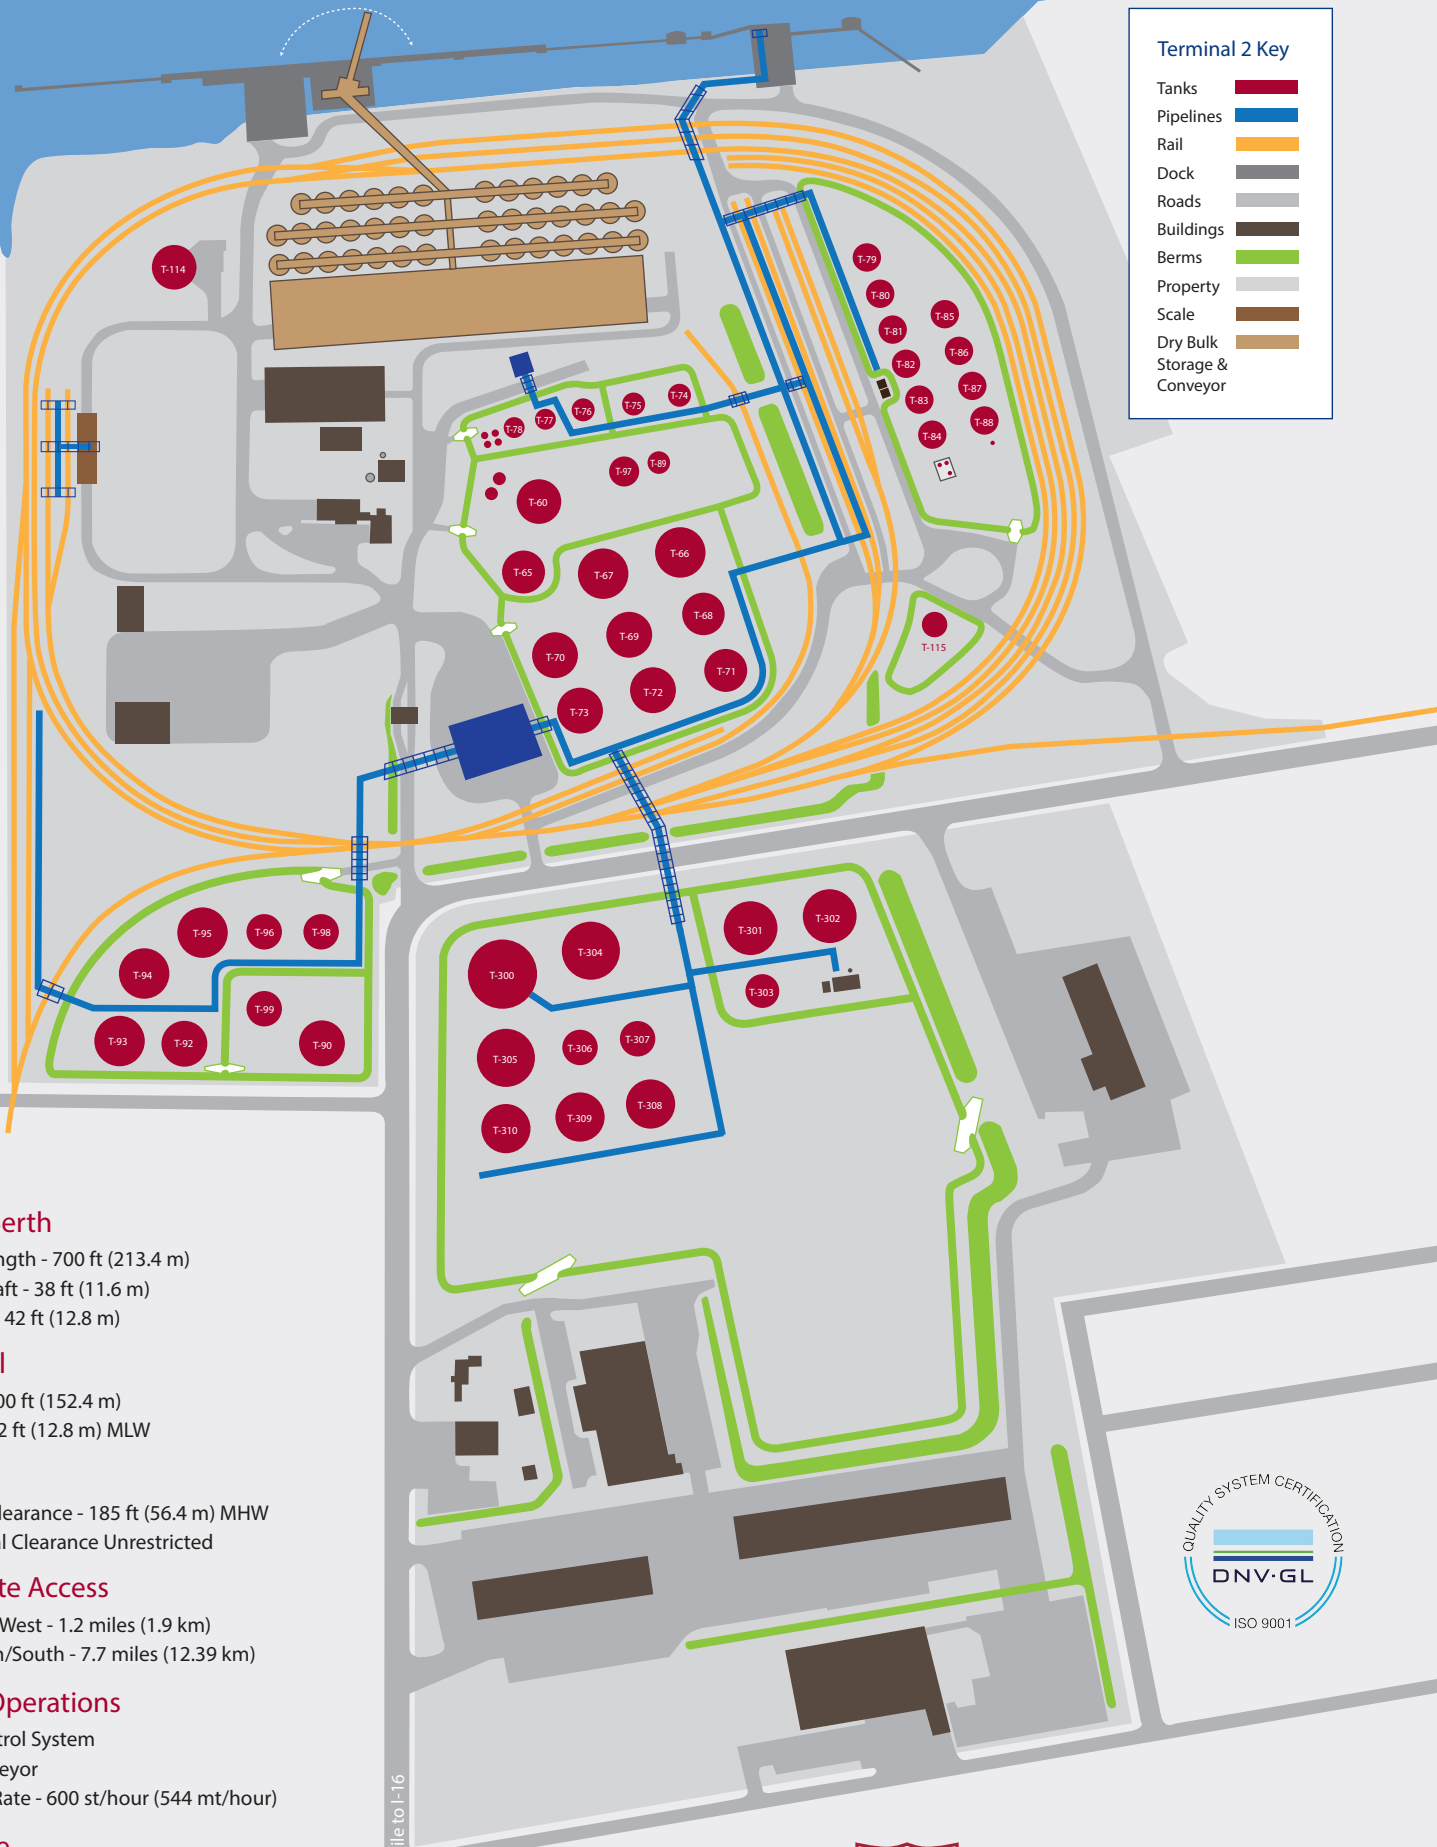 Terminal 2 Key
Tanks
Pipelines
Rail
Dock
Roads
Buildings
Berms
Property
Scale
Dry Bulk
Storage &
Conveyor
T-114
T-79
T-80
T-81
T-82
T-83
T-84
T-85
T-86
T-87
T-88
T-74
T-75
T-76
T-77
T-78
T-97
T-89
T-60
T-65
T-66
T-67
T-68
T-69
T-70
T-71
T-72
T-73
T-115
T-95
T-96
T-98
T-94
T-99
T-93
T-92
T-90
T-300
T-304
T-301
T-302
T-303
T-305
T-306
T-307
T-308
T-309
T-310
erth
ngth - 700 ft (213.4 m)
aft - 38 ft (11.6 m)
42 ft (12.8 m)
l
00 ft (152.4 m)
2 ft (12.8 m) MLW
learance - 185 ft (56.4 m) MHW
l Clearance Unrestricted
te Access
West - 1.2 miles (1.9 km)
n/South - 7.7 miles (12.39 km)
Operations
trol System
eyor
Rate - 600 st/hour (544 mt/hour)
ile to I-16
QUALITY SYSTEM CERTIFICATION
DNV·GL
ISO 9001